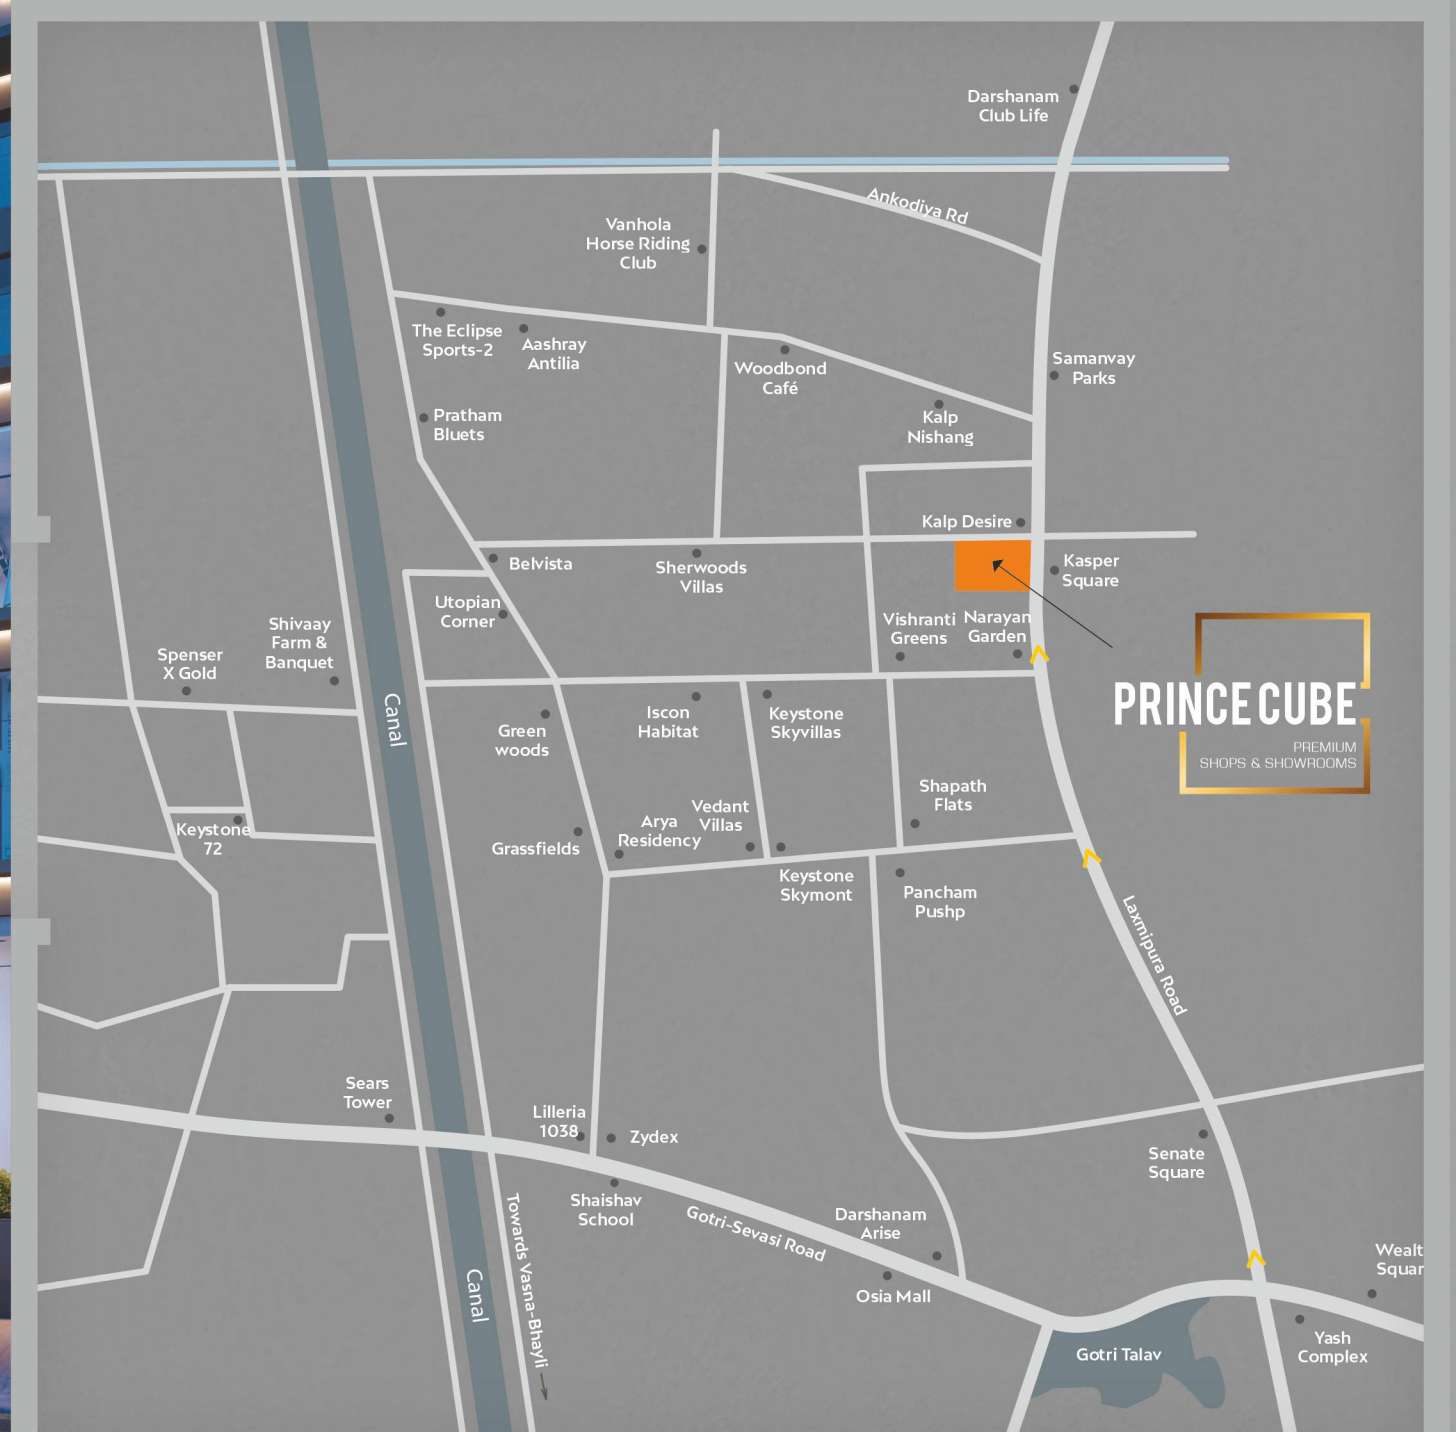 Darshanam
Club Life
Ankodiya Rd
Vanhola
Horse Riding
Club
The Eclipse
Sports-2
Aashray
Antilia
Woodbond
Café
Samanvay
Parks
Pratham
Bluets
Kalp
Nishang
Kalp Desire
Belvista
Sherwoods
Villas
Kasper
Square
Utopian
Corner
Vishranti
Greens
Narayan
Garden
Shivaay
Farm &
Banquet
Spenser
X Gold
Canal
Green
woods
Iscon
Habitat
Keystone
Skyvillas
PRINCE CUBE
PREMIUM
SHOPS & SHOWROOMS
Shapath
Flats
Vedant
Villas
Arya
Residency
Keystone
72
Grassfields
Keystone
Skymont
Pancham
Pushp
Laxmipura Road
Sears
Tower
Lilleria
1038
Zydex
Senate
Square
Shaishav
School
Gotri-Sevasi Road
Darshanam
Arise
Towards Vasna-Bhayli
Canal
Osia Mall
Wealt
Squar
Gotri Talav
Yash
Complex